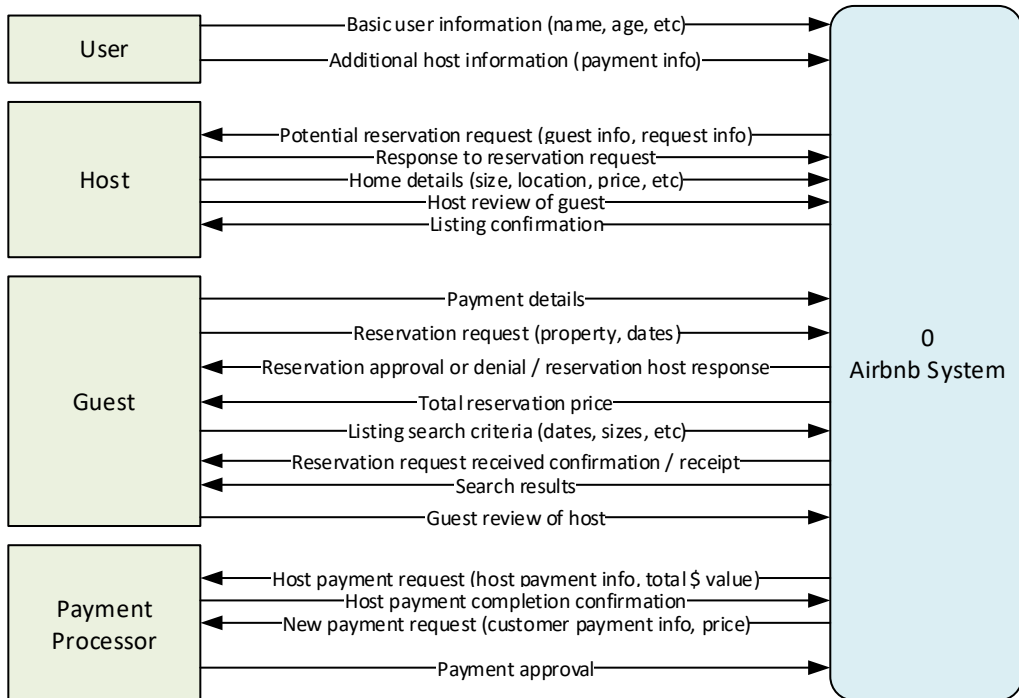 User
Basic user information (name, age, etc)
Additional host information (payment info)
Host
Potential reservation request (guest info, request info)
Response to reservation request
Home details (size, location, price, etc)
Host review of guest
Listing confirmation
Guest
Payment details
Reservation request (property, dates)
Reservation approval or denial / reservation host response
Total reservation price
Listing search criteria (dates, sizes, etc)
Reservation request received confirmation / receipt
Search results
Guest review of host
Payment
Processor
Host payment request (host payment info, total $ value)
Host payment completion confirmation
New payment request (customer payment info, price)
Payment approval
0
Airbnb System